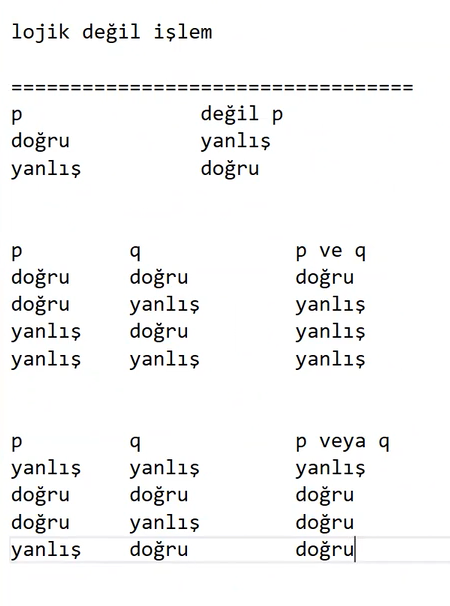 lojik değil işlem
==================================
p değil p
doğru yanlış
yanlış doğru
p q p ve q
doğru doğru doğru
doğru yanlış yanlış
yanlış doğru yanlış
yanlış yanlış yanlış
p q p veya q
yanlış yanlış yanlış
doğru doğru doğru
doğru yanlış doğru
yanlış doğru doğru